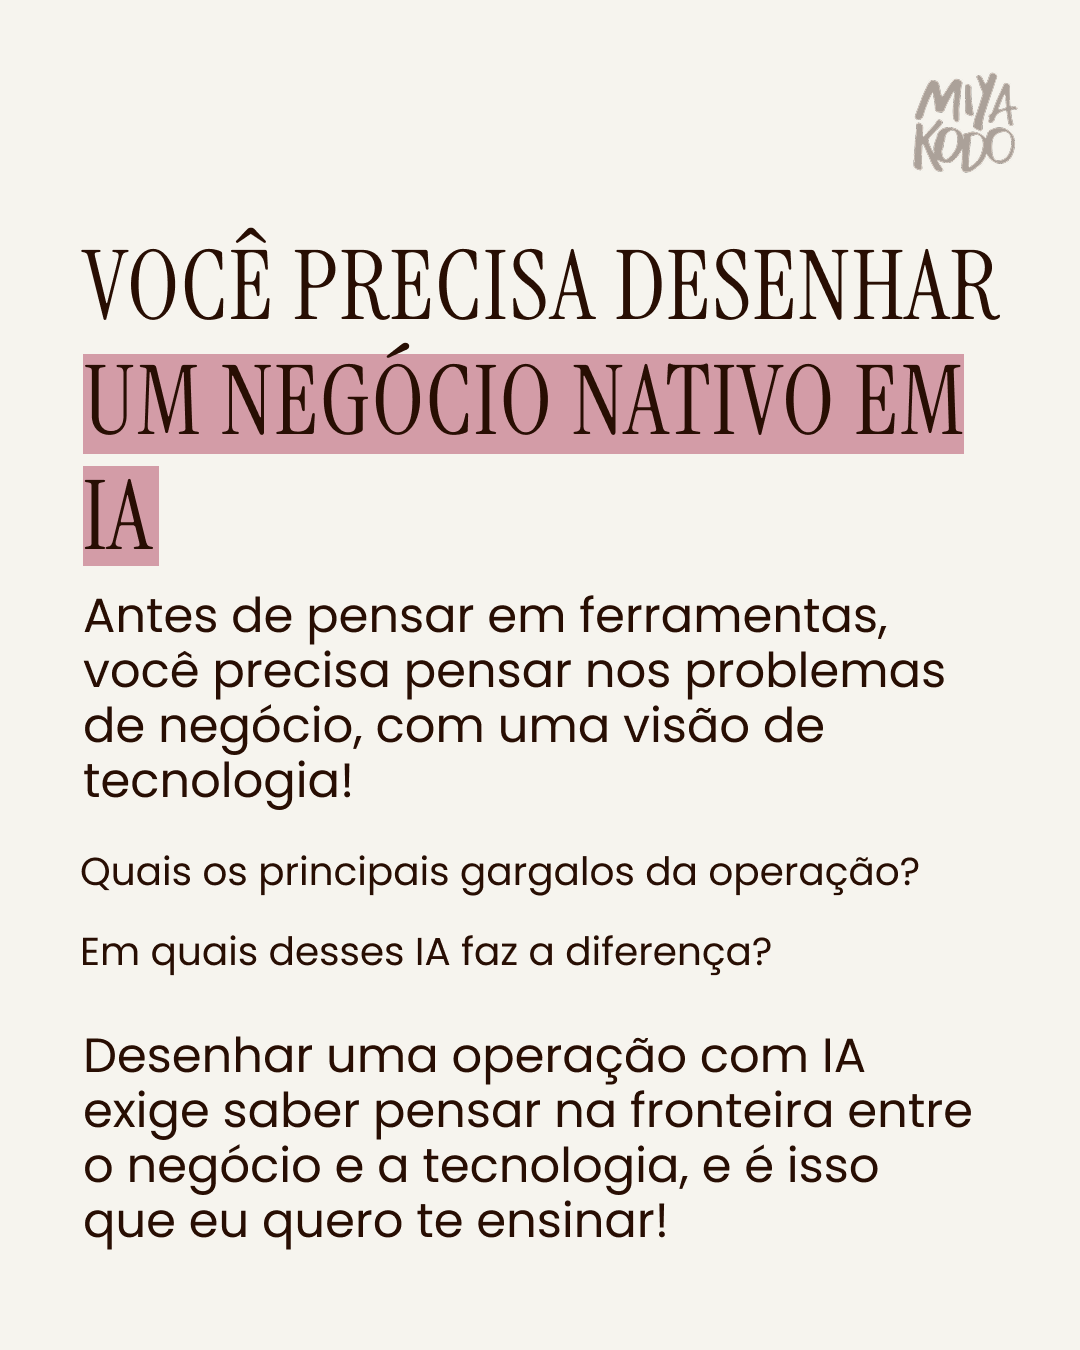 MIYA
KODO
VOCÊ PRECISA DESENHAR
UM NEGÓCIO NATIVO EM
IA
Antes de pensar em ferramentas,
você precisa pensar nos problemas
de negócio, com uma visão de
tecnologia!
Quais os principais gargalos da operação?
Em quais desses IA faz a diferença?
Desenhar uma operação com IA
exige saber pensar na fronteira entre
o negócio e a tecnologia, e é isso
que eu quero te ensinar!